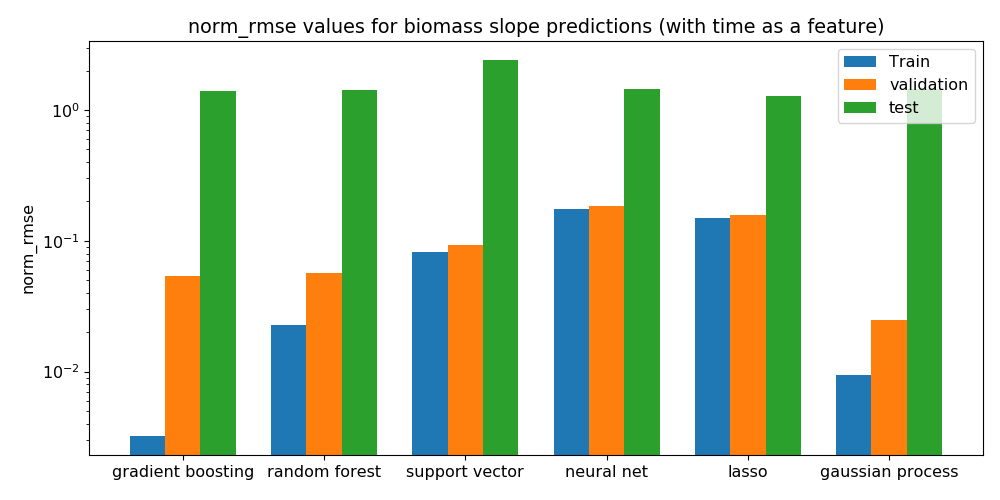 norm_rmse values for biomass slope predictions (with time as a feature)
Train
validation
test
norm_rmse
10⁰
10⁻¹
10⁻²
gradient boosting random forest support vector neural net lasso gaussian process